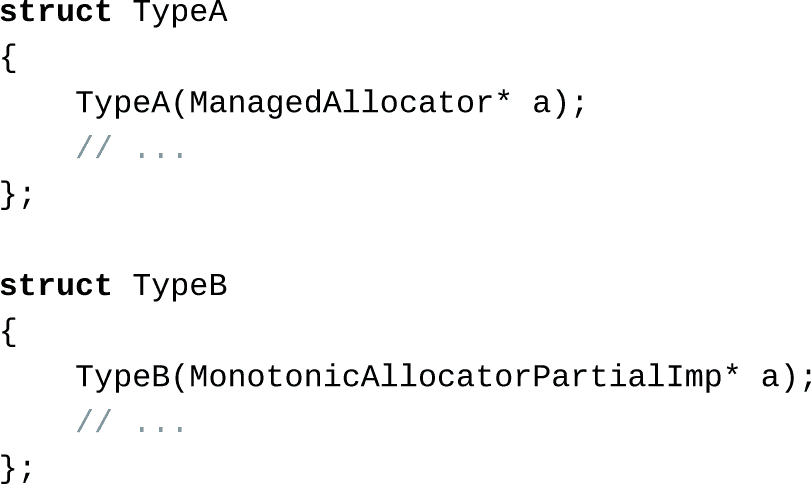 struct TypeA
{
    TypeA(ManagedAllocator* a);
    // ...
};

struct TypeB
{
    TypeB(MonotonicAllocatorPartialImp* a);
    // ...
};